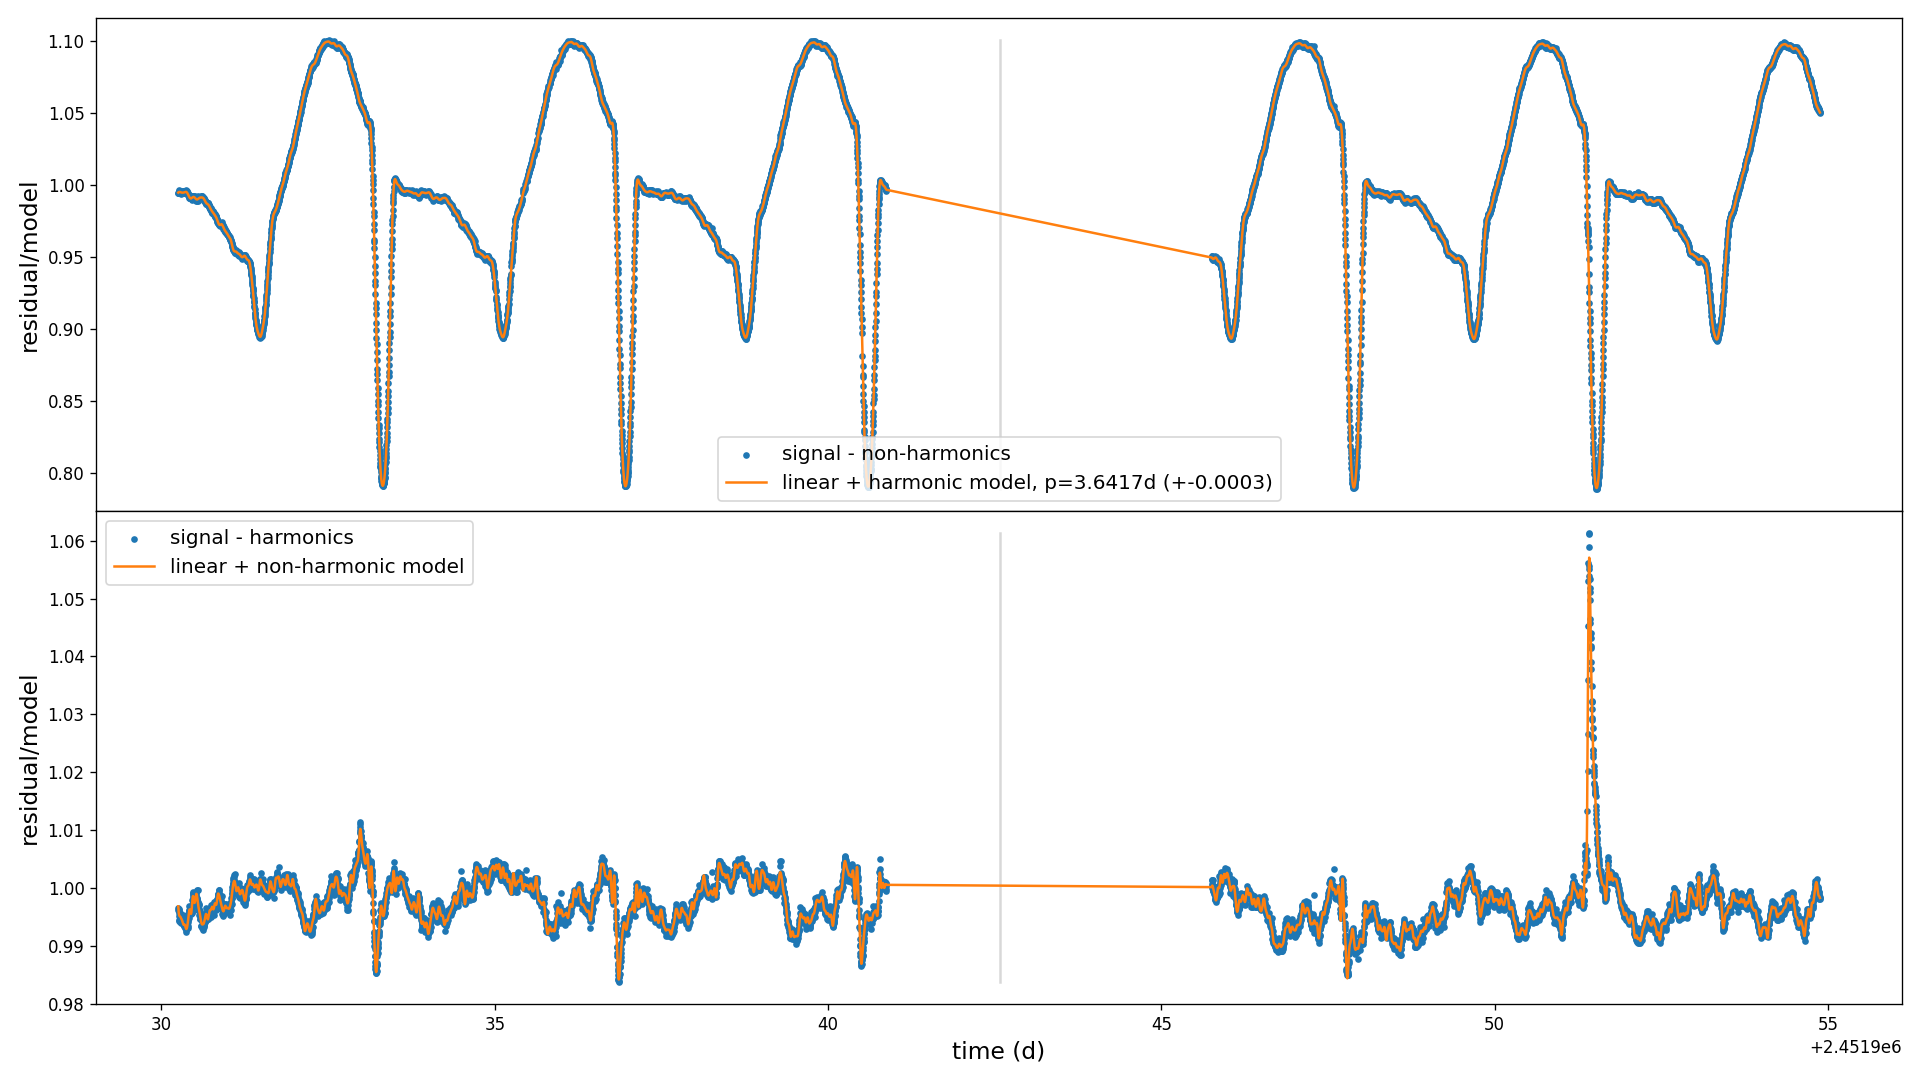 1.10
1.05
1.00
0.95
0.90
0.85
0.80
residual/model
signal - non-harmonics
linear + harmonic model, p=3.6417d (+-0.0003)
signal - harmonics
linear + non-harmonic model
1.06
1.05
1.04
1.03
1.02
1.01
1.00
0.99
0.98
residual/model
30 35 40 45 50 55
time (d)
+2.4519e6